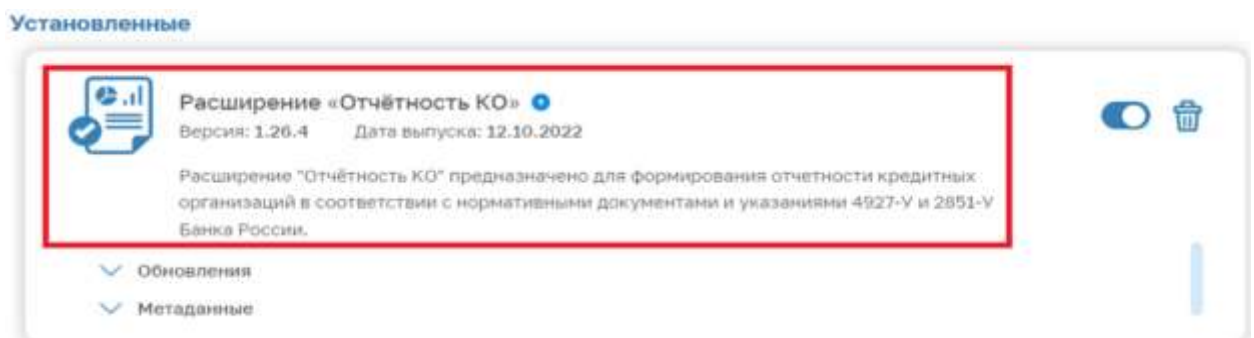 Установленные
Расширение «Отчётность КО»
Версия: 1.26.4 Дата выпуска: 12.10.2022
Расширение "Отчётность КО" предназначено для формирования отчетности кредитных
организаций в соответствии с нормативными документами и указаниями 4927-У и 2851-У
Банка России.
Обновления
Метаданные